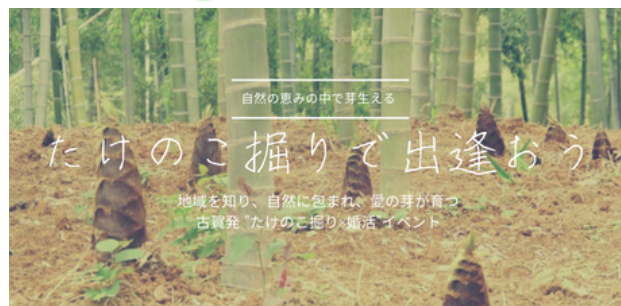 自然の恵みの中で芽生える
たけのこ掘りで出逢おう
地域を知り、自然に包まれ、愛の芽が育つ
古賀発 "たけのこ掘り×婚活"イベント